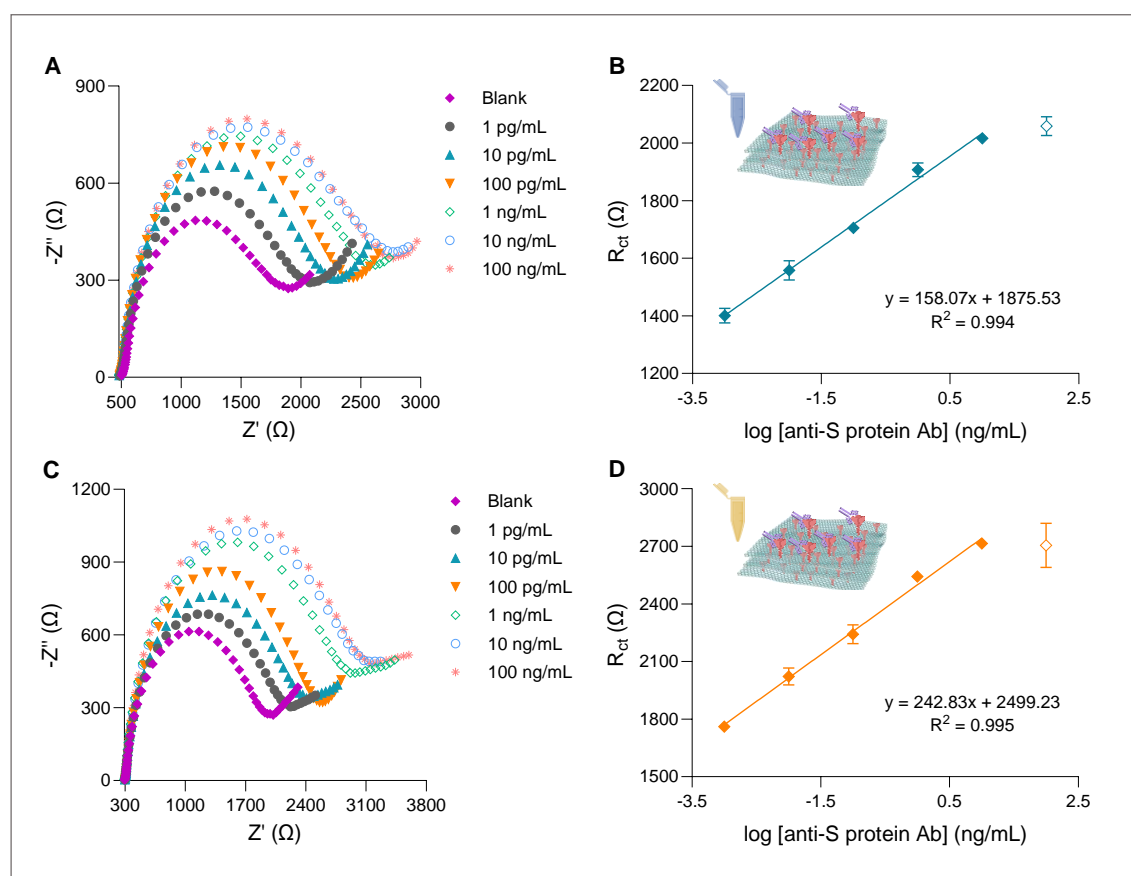 A
900
600
300
0
-Z'' (Ω)
500
1000
1500
2000
2500
3000
Z' (Ω)
Blank
1 pg/mL
10 pg/mL
100 pg/mL
1 ng/mL
10 ng/mL
100 ng/mL
B
2200
2000
1800
1600
1400
1200
R_ct (Ω)
y = 158.07x + 1875.53
R² = 0.994
-3.5
-1.5
0.5
2.5
log [anti-S protein Ab] (ng/mL)
C
1200
900
600
300
0
-Z'' (Ω)
300
1000
1700
2400
3100
3800
Z' (Ω)
Blank
1 pg/mL
10 pg/mL
100 pg/mL
1 ng/mL
10 ng/mL
100 ng/mL
D
3000
2700
2400
2100
1800
1500
R_ct (Ω)
y = 242.83x + 2499.23
R² = 0.995
-3.5
-1.5
0.5
2.5
log [anti-S protein Ab] (ng/mL)